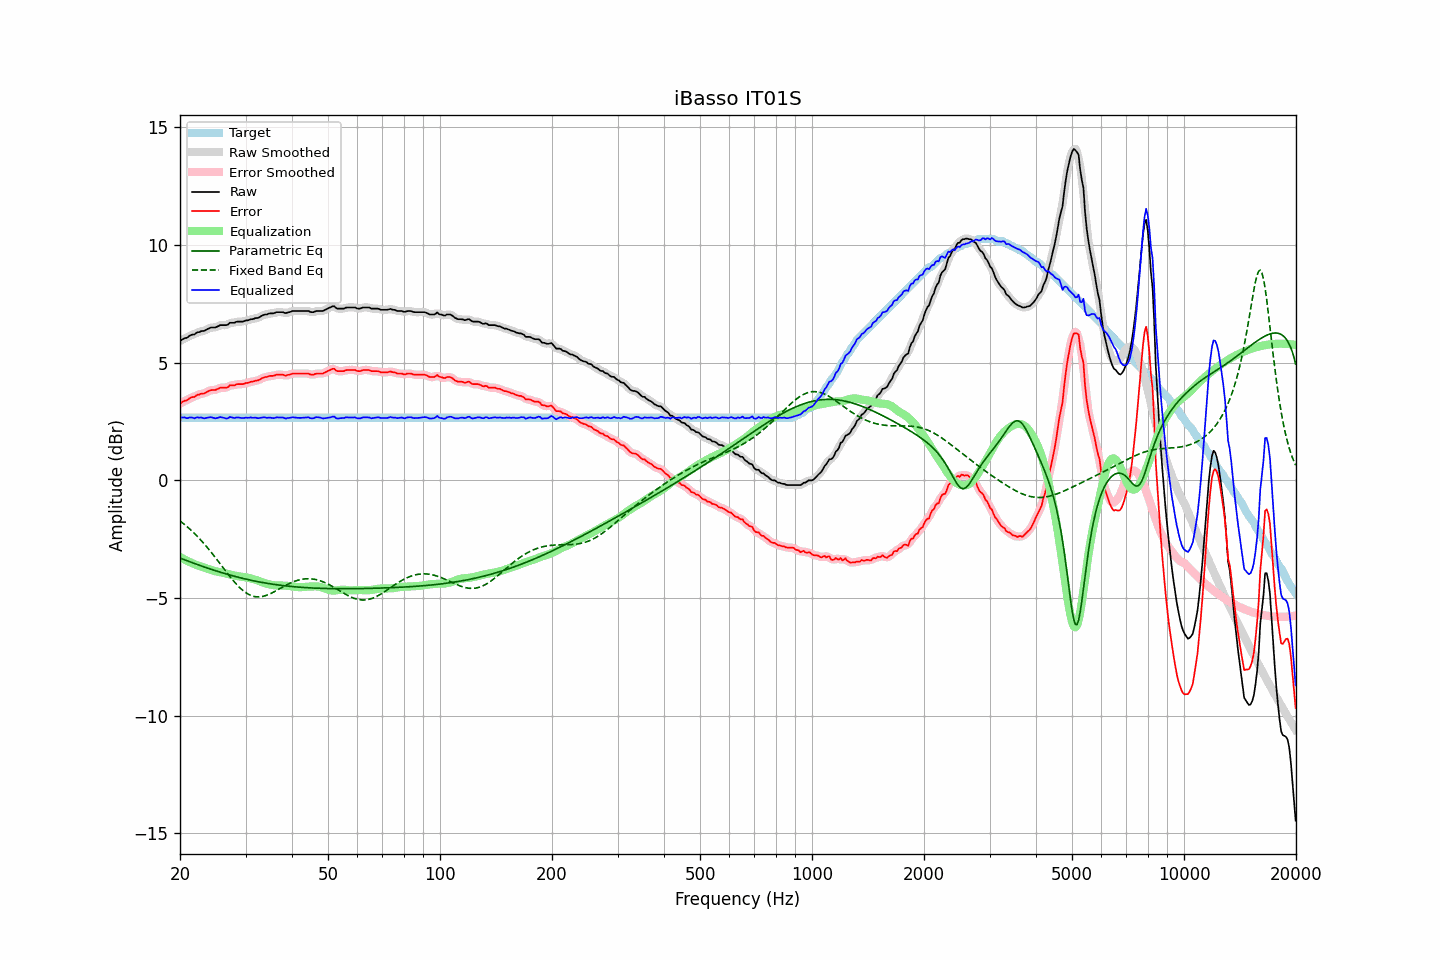 iBasso IT01S
Target
Raw Smoothed
Error Smoothed
Raw
Error
Equalization
Parametric Eq
Fixed Band Eq
Equalized
15
10
5
0
−5
−10
−15
Amplitude (dBr)
20
50
100
200
500
1000
2000
5000
10000
20000
Frequency (Hz)